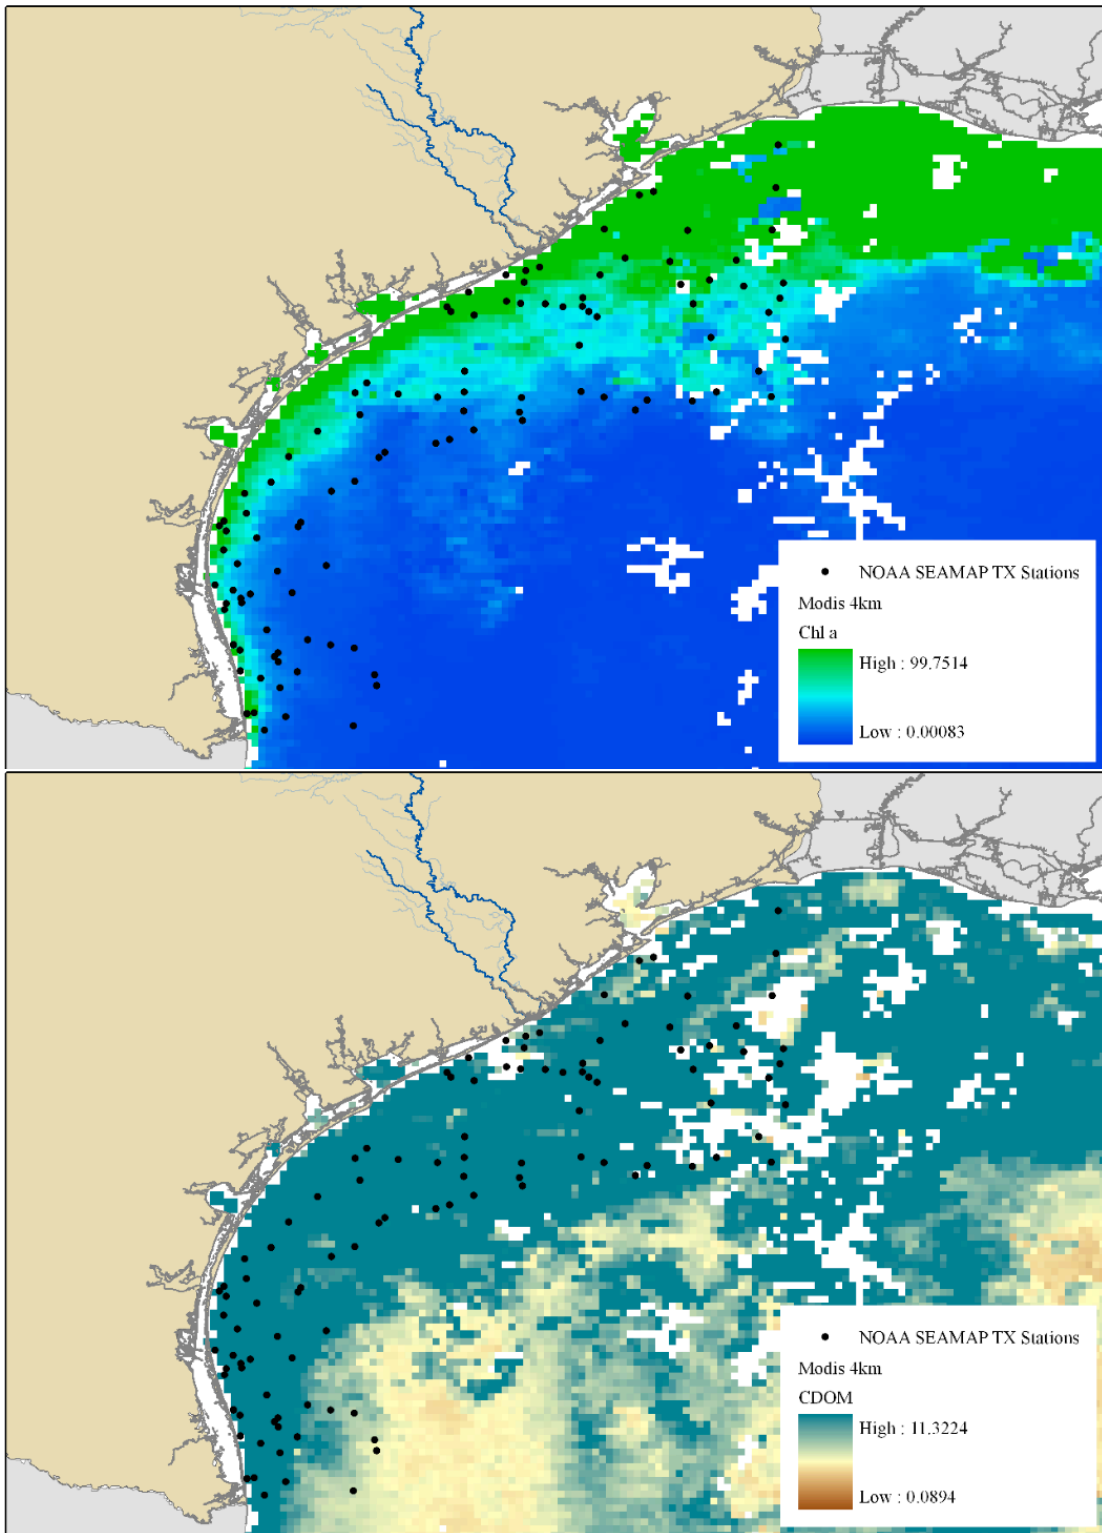 NOAA SEAMAP TX Stations
Modis 4km
Chl a
High : 99.7514
Low : 0.00083
NOAA SEAMAP TX Stations
Modis 4km
CDOM
High : 11.3224
Low : 0.0894